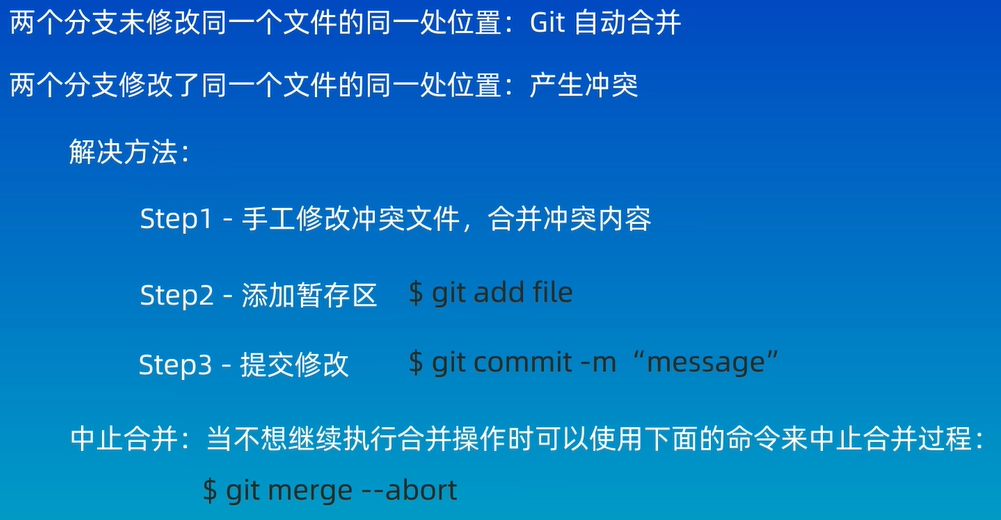 两个分支未修改同一个文件的同一处位置：Git 自动合并
两个分支修改了同一个文件的同一处位置：产生冲突
解决方法：
Step1 - 手工修改冲突文件，合并冲突内容
Step2 - 添加暂存区 $ git add file
Step3 - 提交修改 $ git commit -m “message”
中止合并：当不想继续执行合并操作时可以使用下面的命令来中止合并过程：
$ git merge --abort